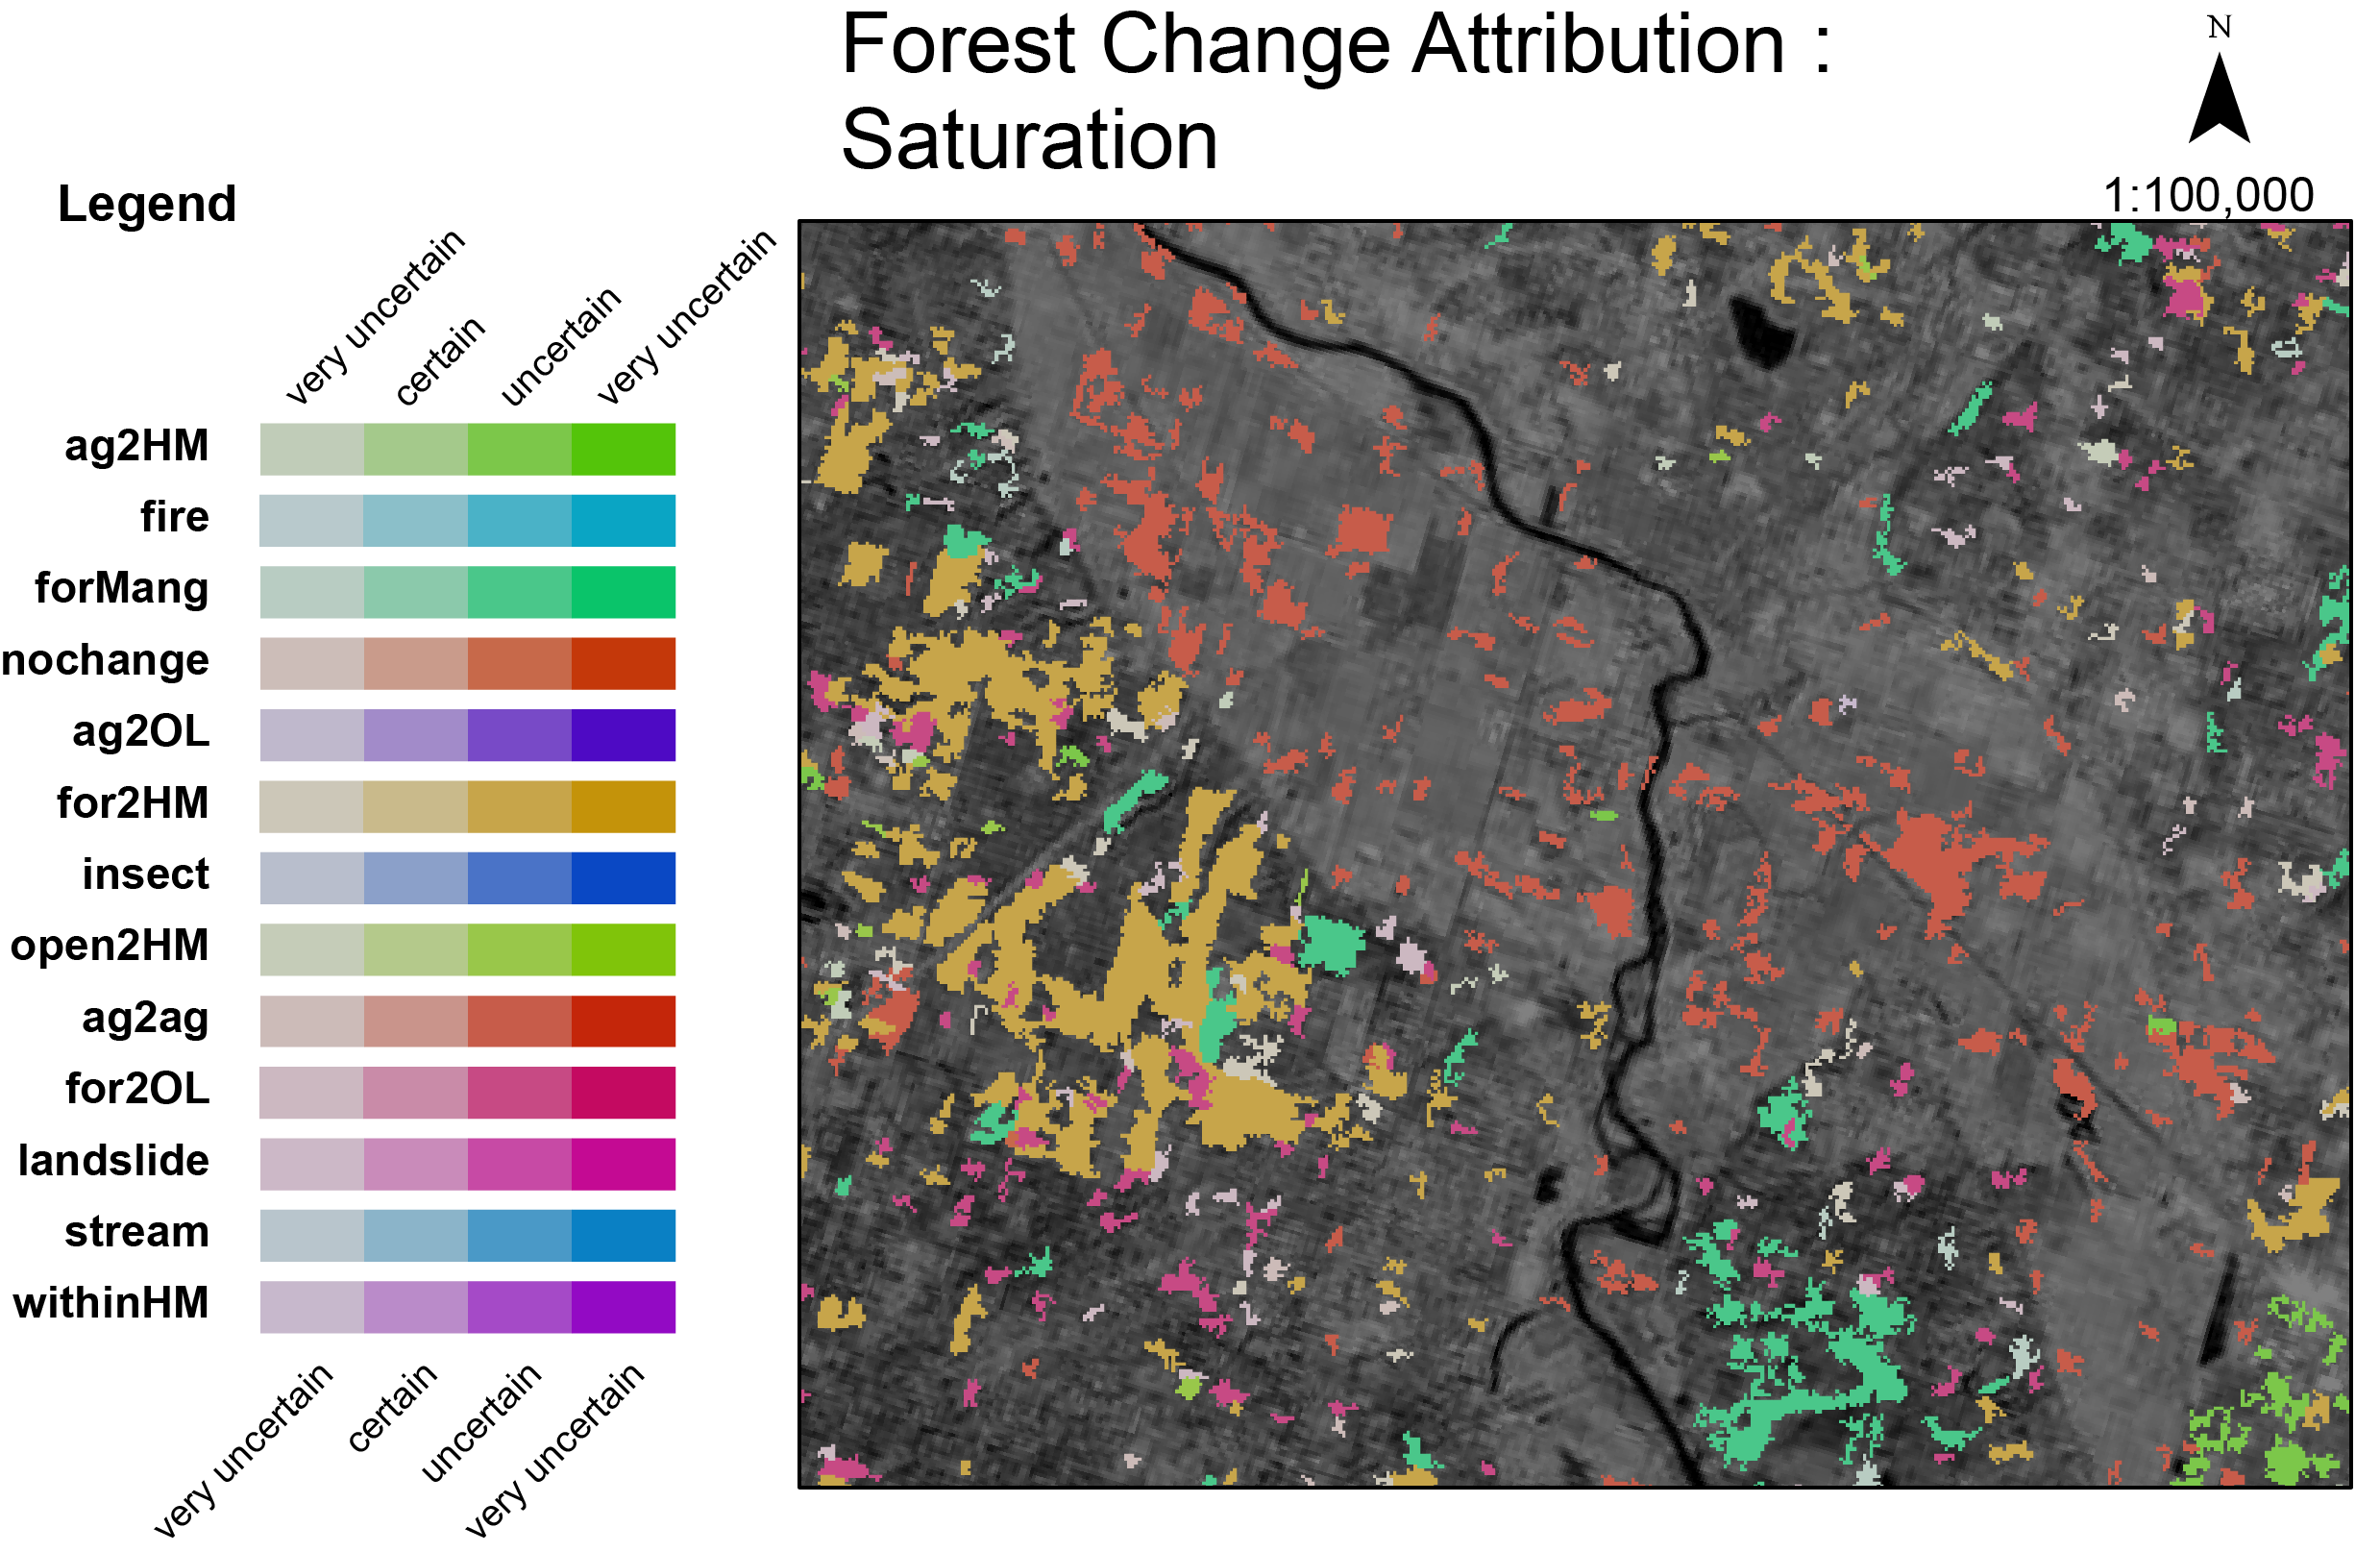 Forest Change Attribution :
Saturation
N
1:100,000
Legend
very uncertain
certain
uncertain
very uncertain
ag2HM
fire
forMang
nochange
ag2OL
for2HM
insect
open2HM
ag2ag
for2OL
landslide
stream
withinHM
very uncertain
certain
uncertain
very uncertain